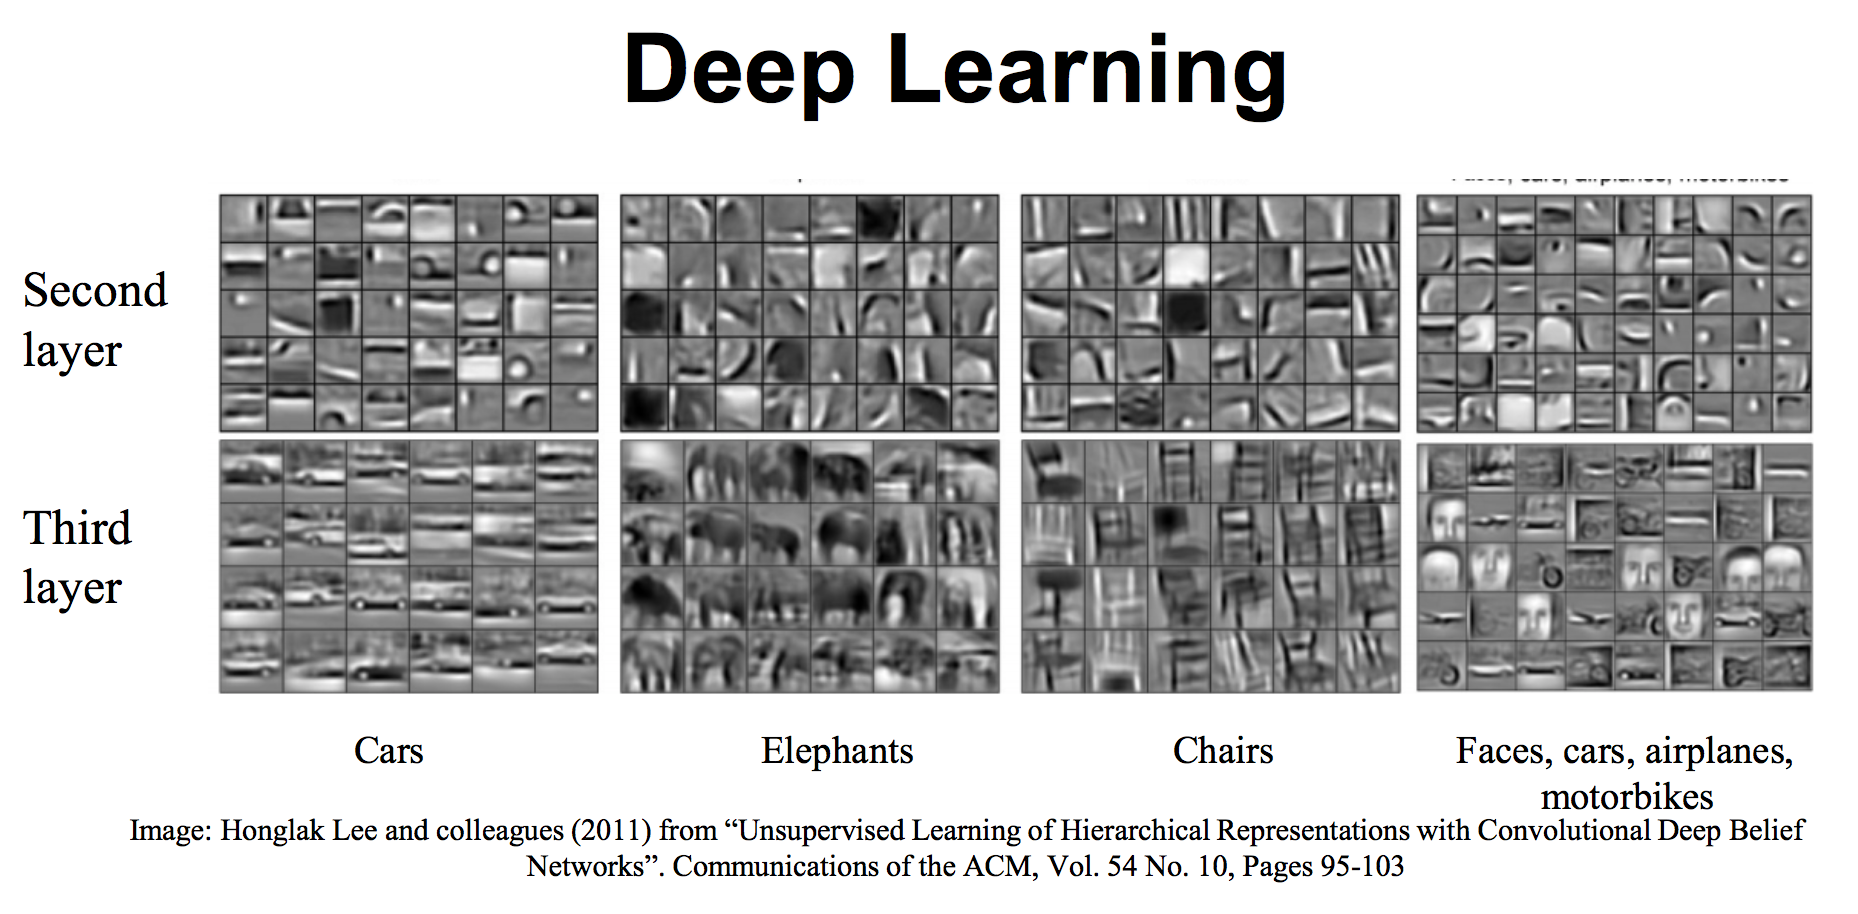 Deep Learning
Second
layer
Third
layer
Cars
Elephants
Chairs
Faces, cars, airplanes,
motorbikes
Image: Honglak Lee and colleagues (2011) from “Unsupervised Learning of Hierarchical Representations with Convolutional Deep Belief
Networks”. Communications of the ACM, Vol. 54 No. 10, Pages 95-103